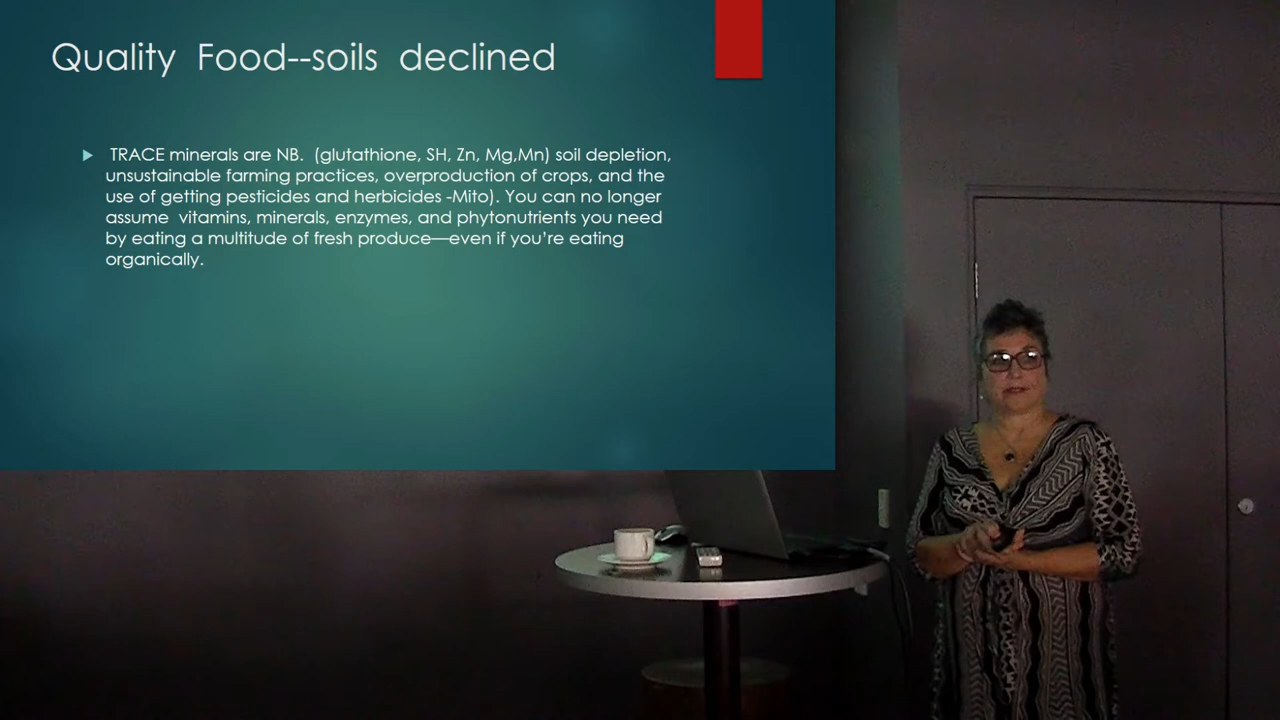 Quality Food--soils declined
TRACE minerals are NB. (glutathione, SH, Zn, Mg,Mn) soil depletion,
unsustainable farming practices, overproduction of crops, and the
use of getting pesticides and herbicides -Mito). You can no longer
assume vitamins, minerals, enzymes, and phytonutrients you need
by eating a multitude of fresh produce—even if you're eating
organically.